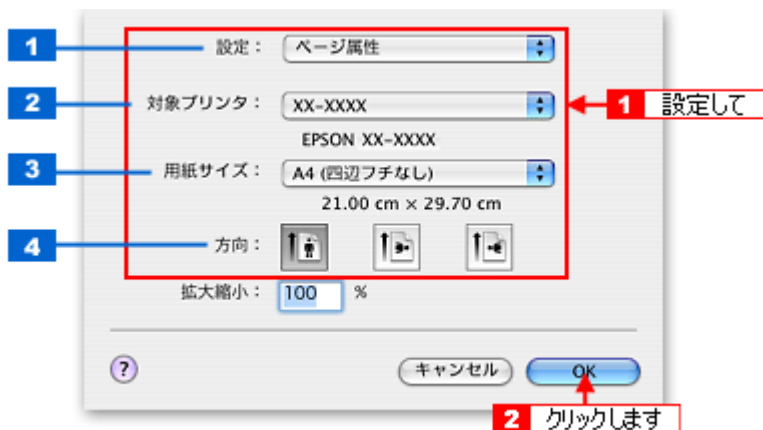 1 設定： ページ属性
2 対象プリンタ： XX-XXXX 1 設定して
EPSON XX-XXXX
3 用紙サイズ： A4 (四辺フチなし)
21.00 cm × 29.70 cm
4 方向：
拡大縮小： 100 %
? キャンセル OK
2 クリックします